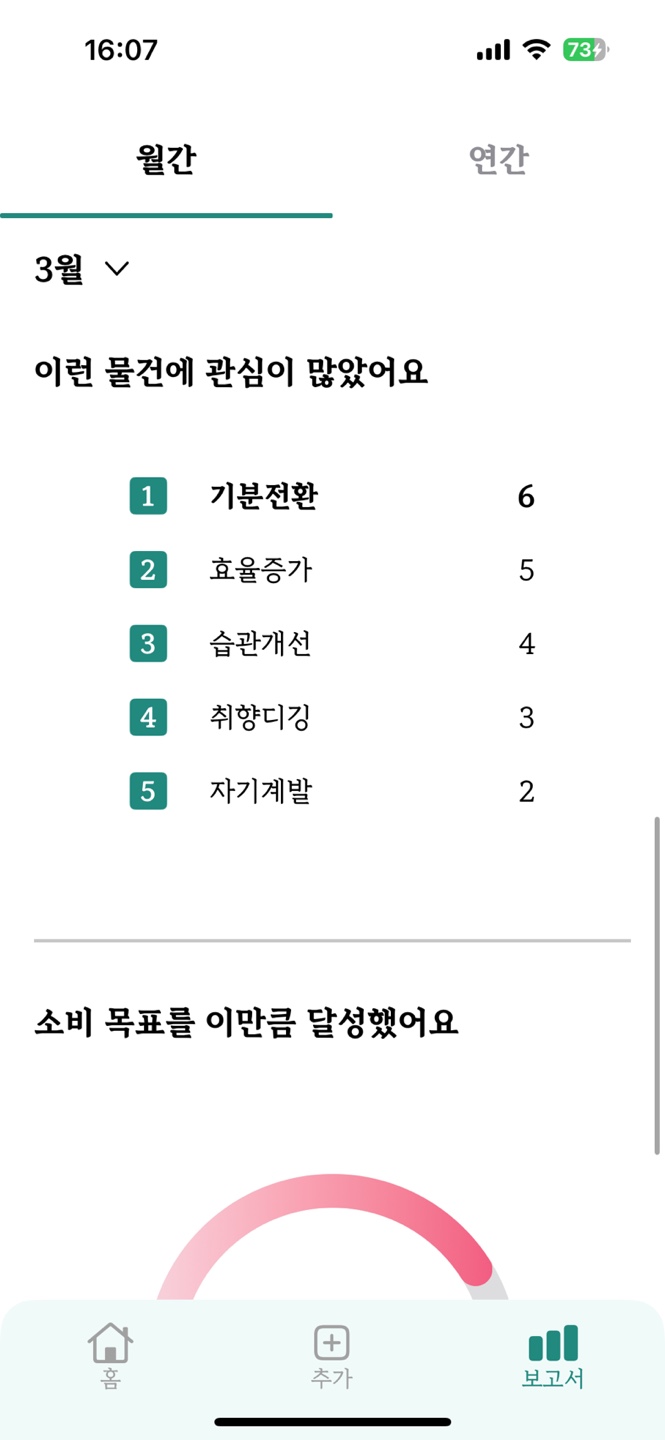 16:07
73
월간 연간
3월
이런 물건에 관심이 많았어요
1 기분전환 6
2 효율증가 5
3 습관개선 4
4 취향디깅 3
5 자기계발 2
소비 목표를 이만큼 달성했어요
홈 추가 보고서